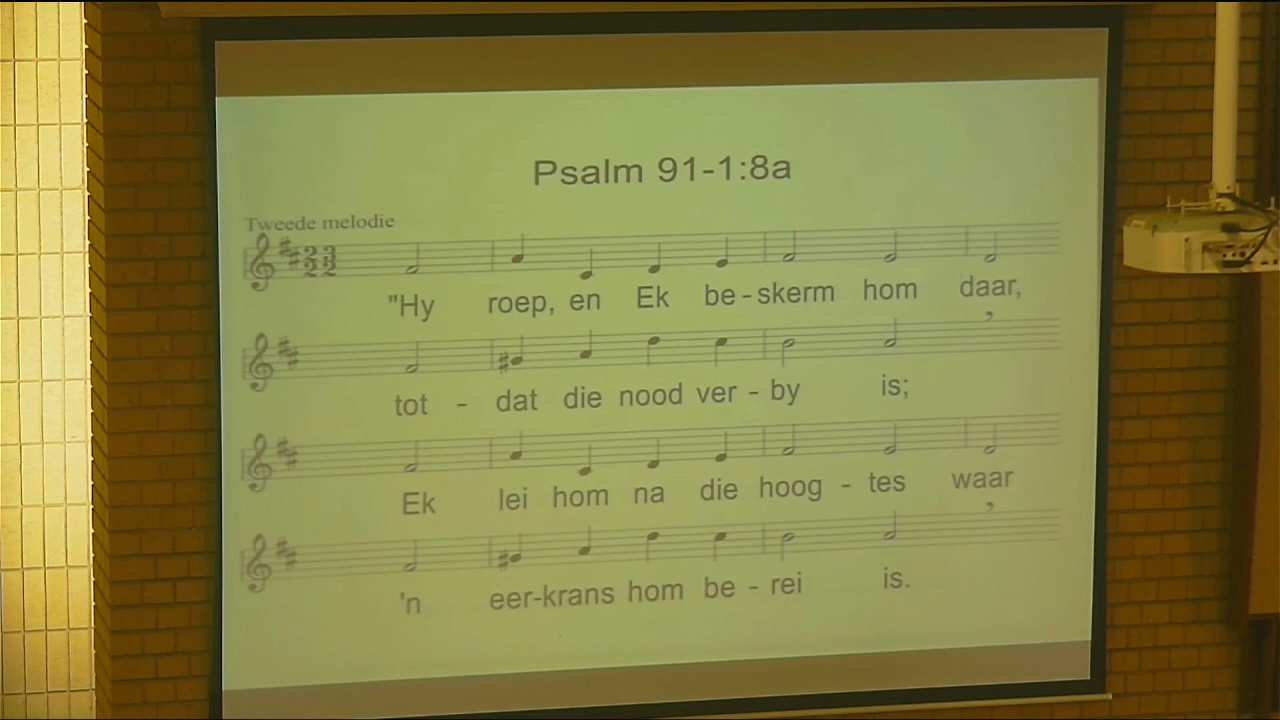 Psalm 91-1:8a
Tweede melodie
"Hy roep, en Ek be - skerm hom daar,
tot - dat die nood ver - by is;
Ek lei hom na die hoog - tes waar
'n eer-krans hom be - rei is.